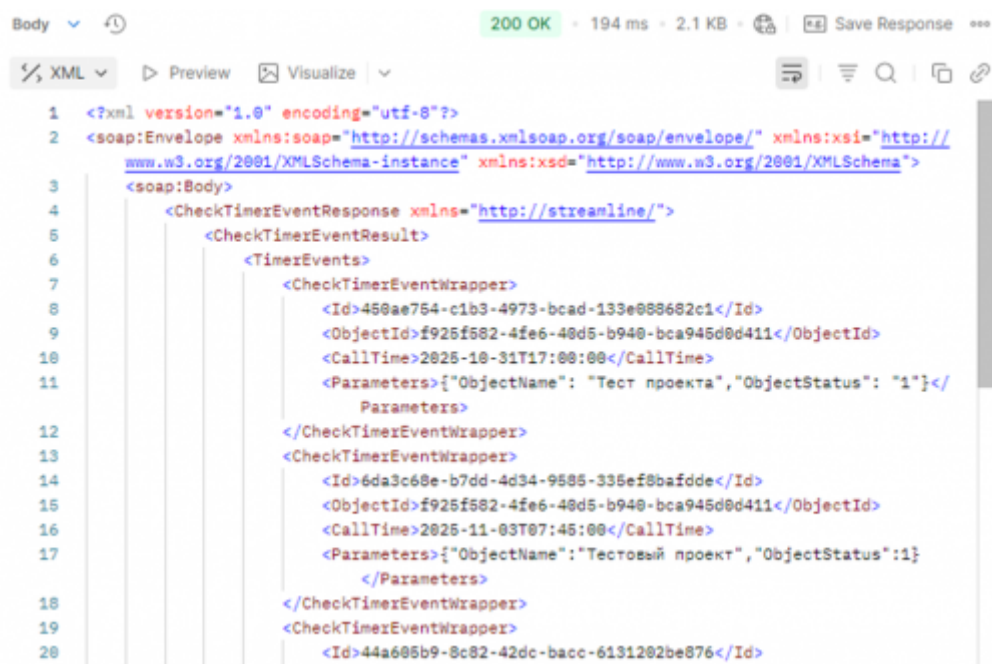 Body
200 OK • 194 ms • 2.1 KB • Save Response
XML Preview Visualize
1 <?xml version="1.0" encoding="utf-8"?>
2 <soap:Envelope xmlns:soap="http://schemas.xmlsoap.org/soap/envelope/" xmlns:xsi="http://
www.w3.org/2001/XMLSchema-instance" xmlns:xsd="http://www.w3.org/2001/XMLSchema">
3 <soap:Body>
4 <CheckTimerEventResponse xmlns="http://streamline/">
5 <CheckTimerEventResult>
6 <TimerEvents>
7 <CheckTimerEventWrapper>
8 <Id>450ae754-c1b3-4973-bcad-133e088682c1</Id>
9 <ObjectId>f925f582-4fe6-40d5-b940-bca945d0d411</ObjectId>
10 <CallTime>2025-10-31T17:00:00</CallTime>
11 <Parameters>{"ObjectName": "Тест проекта","ObjectStatus": "1"}</
Parameters>
12 </CheckTimerEventWrapper>
13 <CheckTimerEventWrapper>
14 <Id>6da3c68e-b7dd-4d34-9585-335ef8bafdde</Id>
15 <ObjectId>f925f582-4fe6-40d5-b940-bca945d0d411</ObjectId>
16 <CallTime>2025-11-03T07:45:00</CallTime>
17 <Parameters>{"ObjectName":"Тестовый проект","ObjectStatus":1}
</Parameters>
18 </CheckTimerEventWrapper>
19 <CheckTimerEventWrapper>
20 <Id>44a605b9-8c82-42dc-bacc-6131202be876</Id>